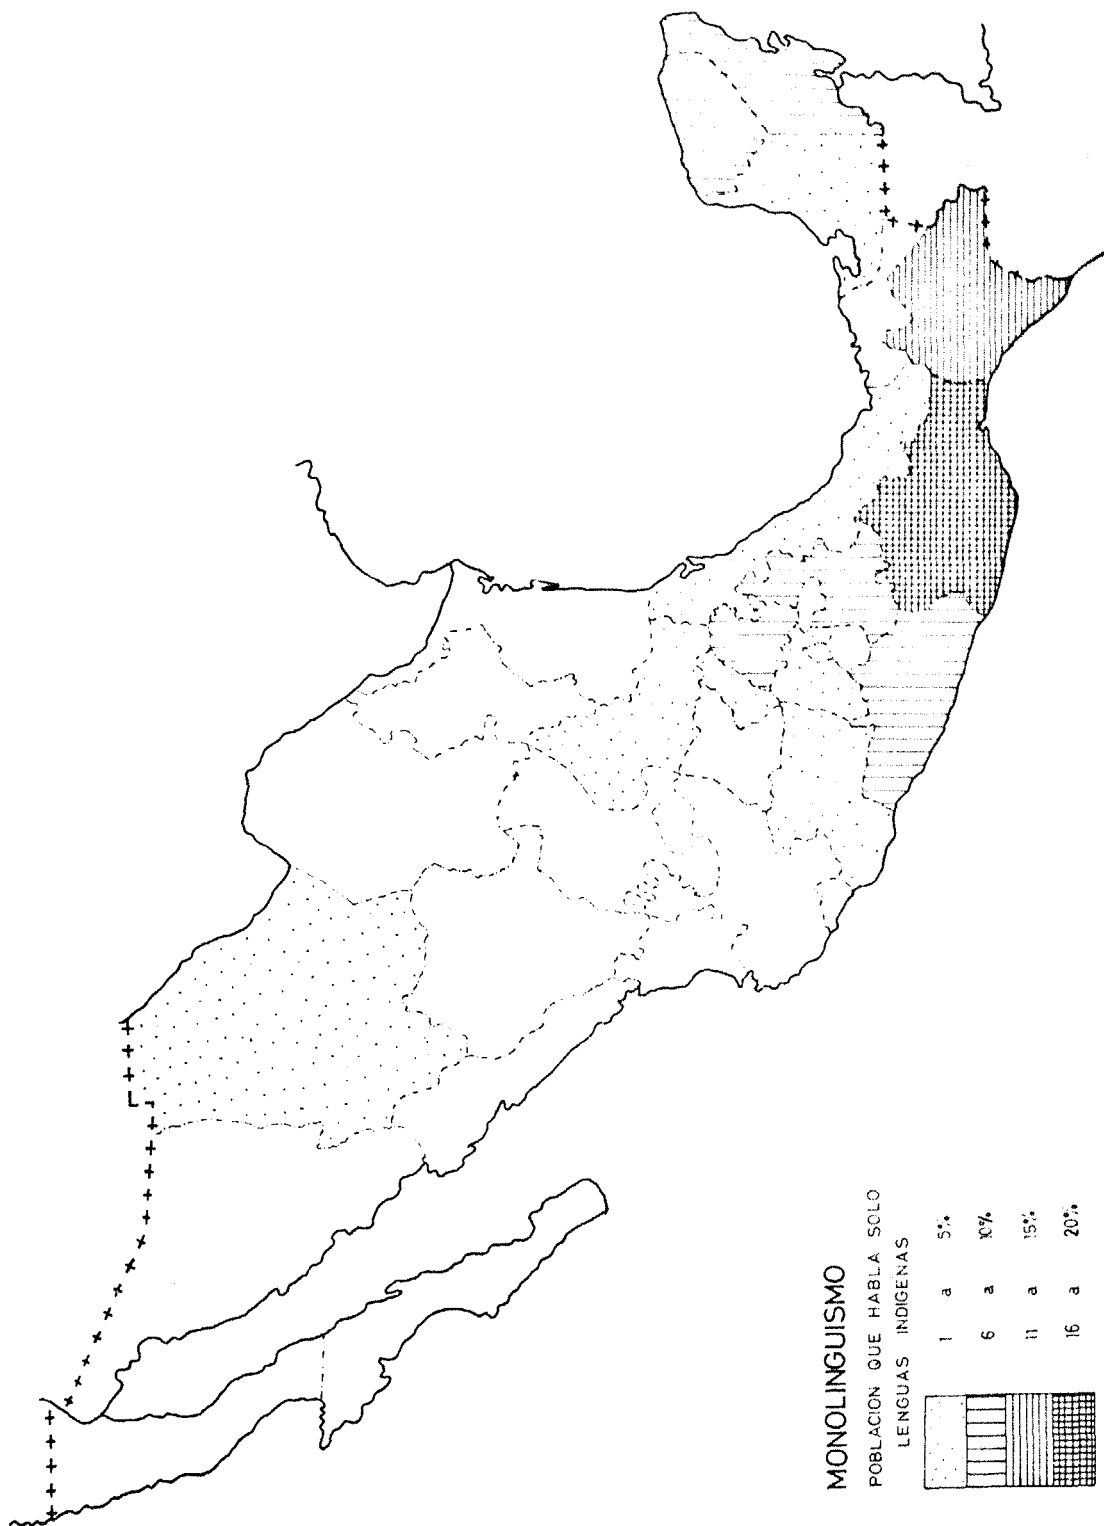 MONOLINGUISMO
POBLACION QUE HABLA SOLO
LENGUAS INDIGENAS
1 a 5%
6 a 10%
11 a 15%
16 a 20%